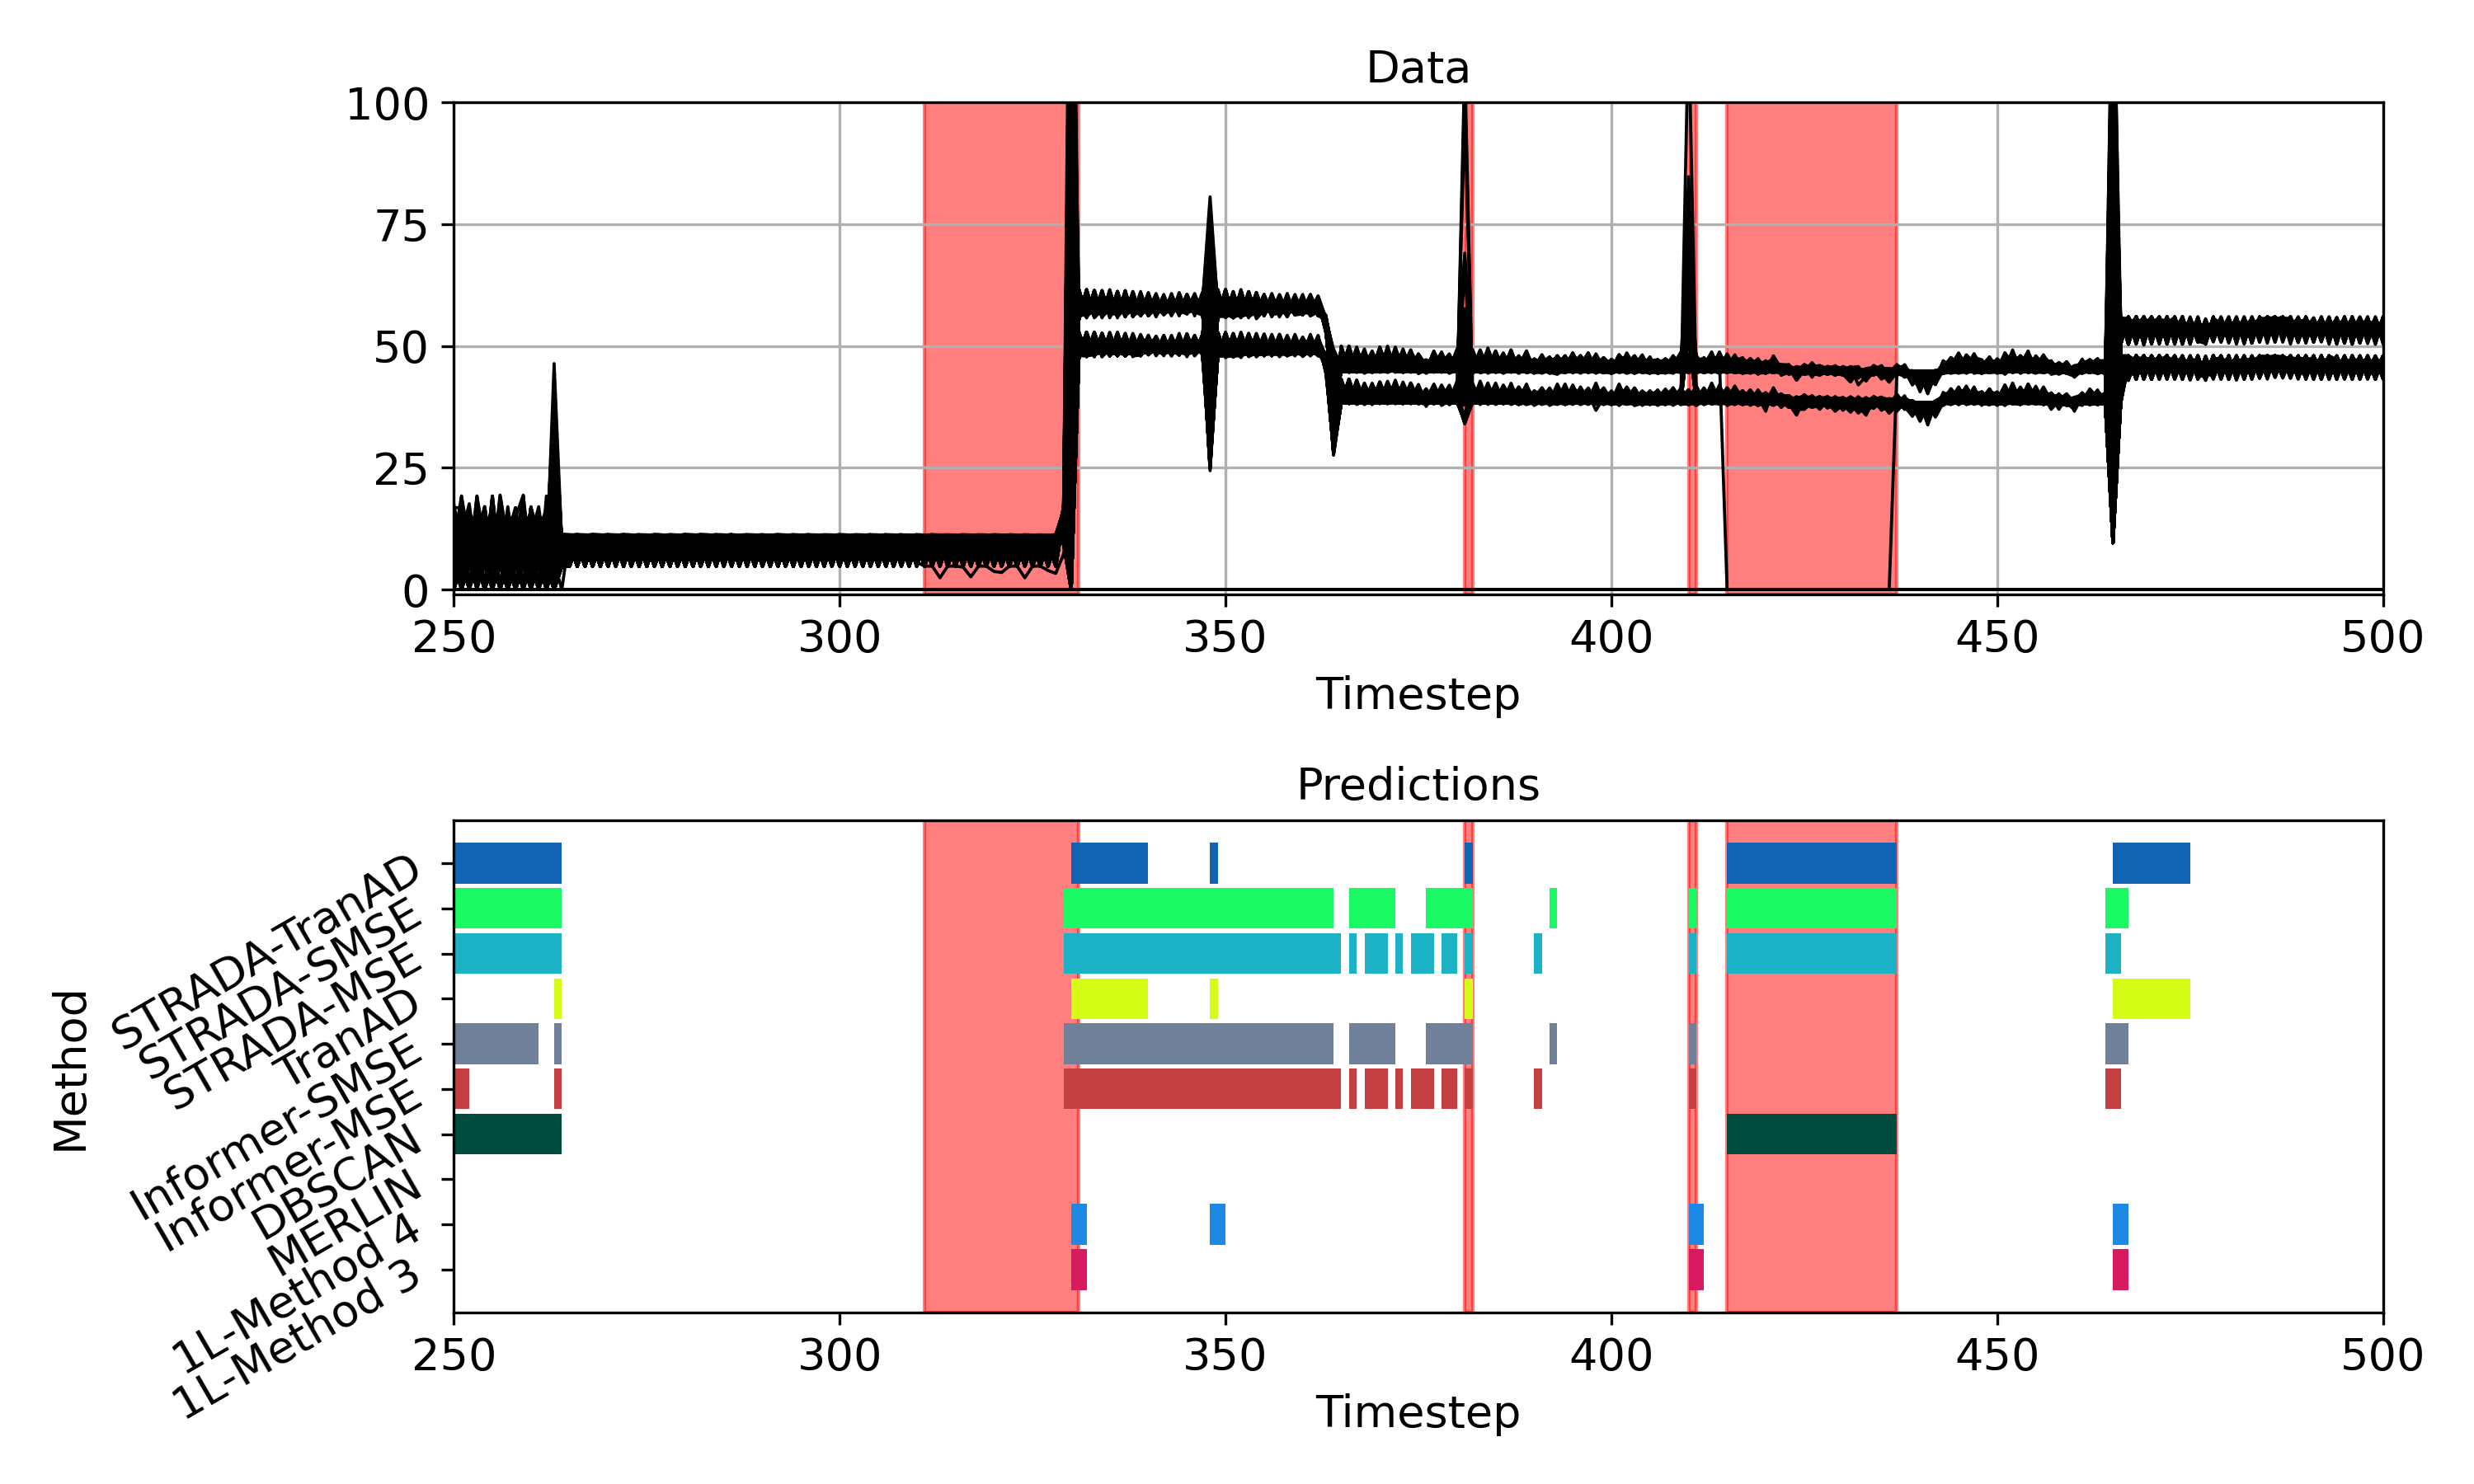 Data
100
75
50
25
0
250 300 350 400 450 500
Timestep
Predictions
Method
STRADA-TranAD
STRADA-SMSE
STRADA-MSE
TranAD
Informer-SMSE
Informer-MSE
DBSCAN
MERLIN
1L-Method 4
1L-Method 3
250 300 350 400 450 500
Timestep